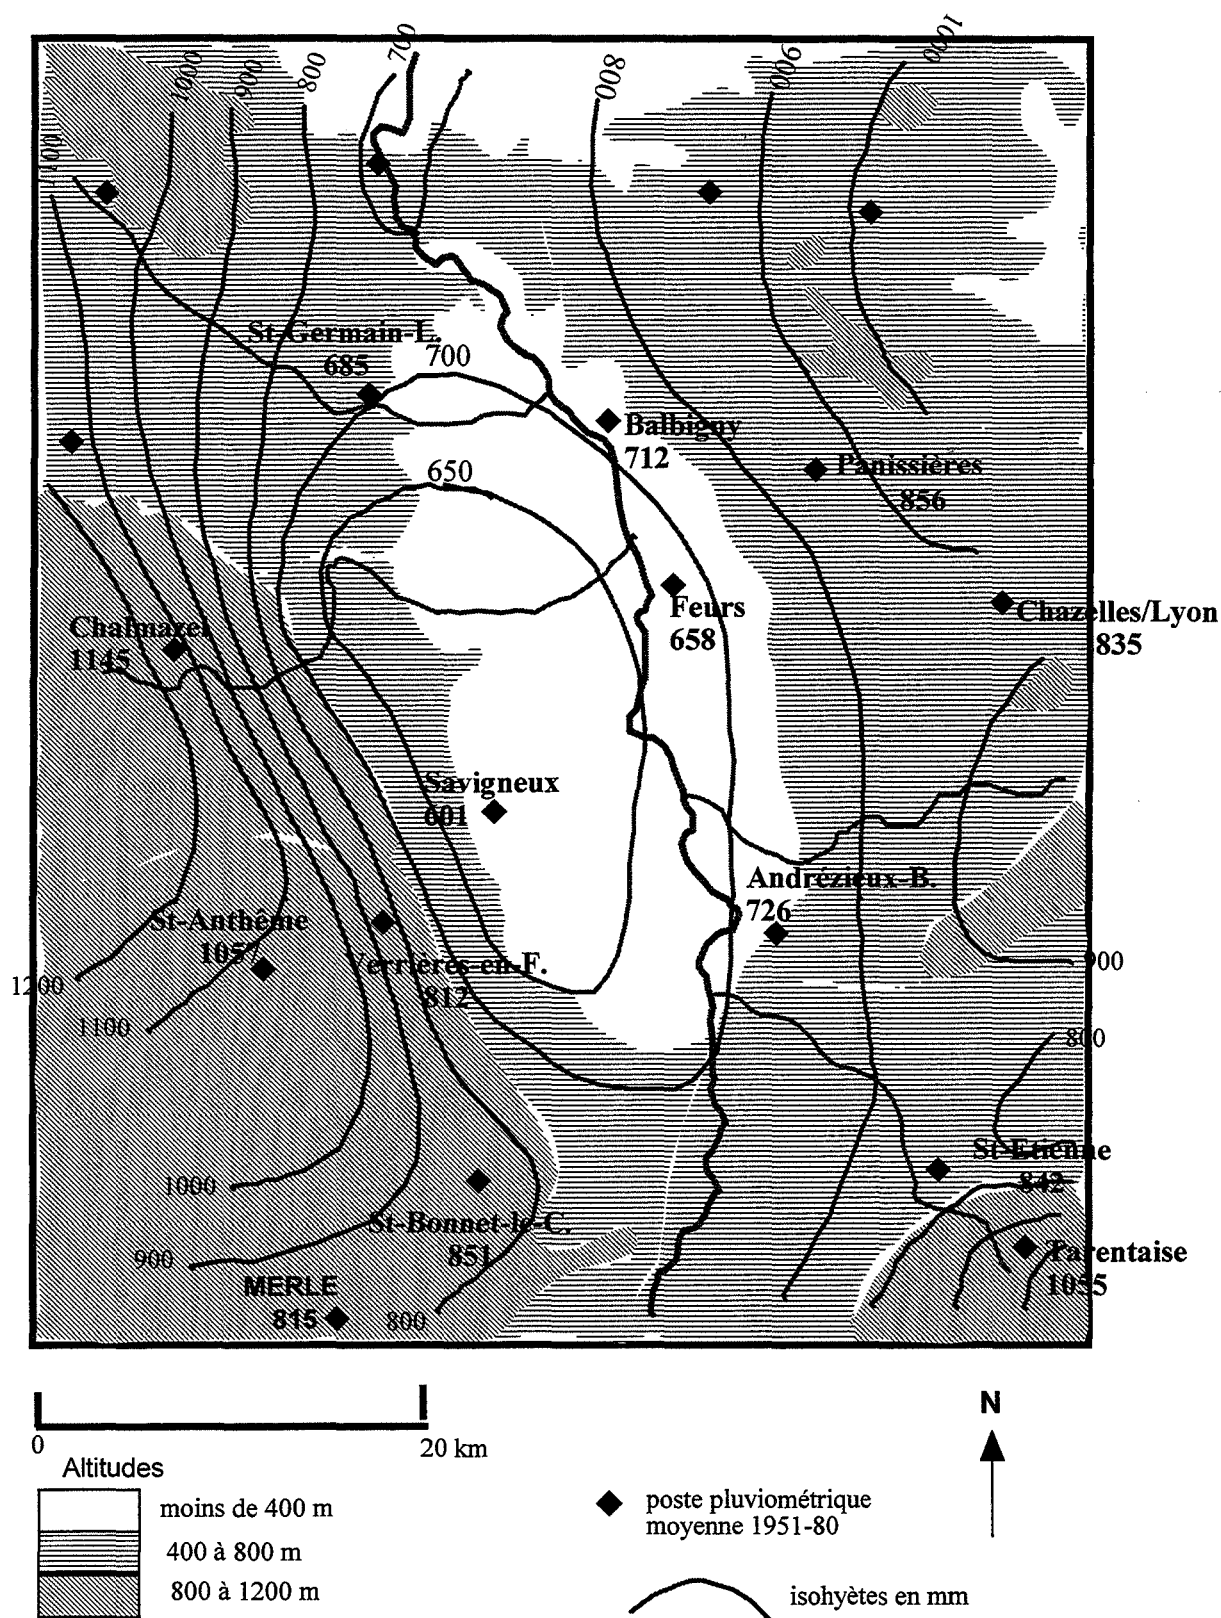 700
1000
1000
900
800
800
900
1100
St-Germain-L.
685
700
Balbigny
712
650
Panissières
856
Feurs
658
Chazelles/Lyon
835
Chalmazel
1145
Savigneux
601
Andrézieux-B.
726
St-Anthême
1057
Verrières-en-F.
812
1200
900
1100
800
St-Etienne
842
1000
St-Bonnet-le-C.
851
900
Tarentaise
1055
MERLE
815
800
N
0
20 km
Altitudes
moins de 400 m
400 à 800 m
800 à 1200 m
poste pluviométrique
moyenne 1951-80
isohyètes en mm